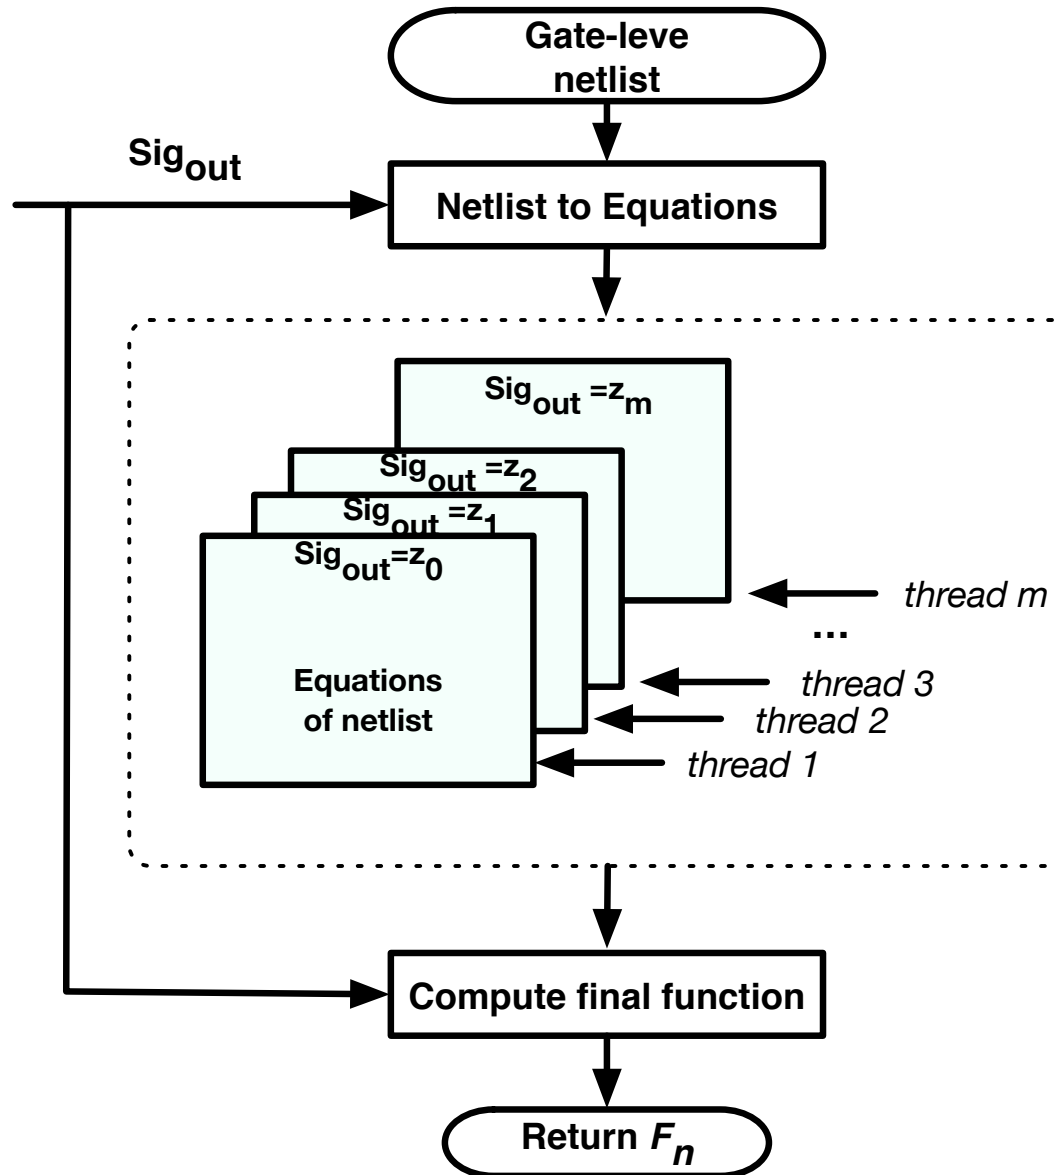 Gate-leve
netlist
Sig_out
Netlist to Equations
Sig_out =z_m
Sig_out =z_2
Sig_out =z_1
Sig_out=z_0
Equations
of netlist
thread m
...
thread 3
thread 2
thread 1
Compute final function
Return F_n